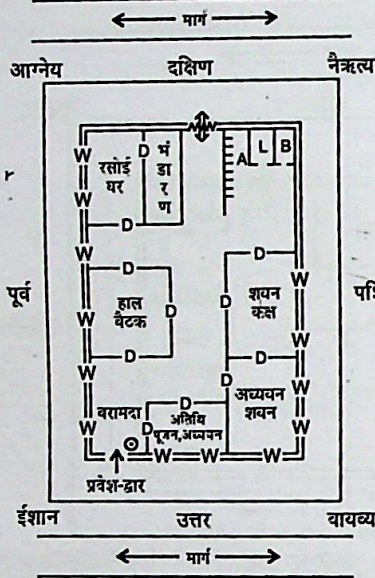 मार्ग
आग्नेय दक्षिण नैऋत्य
रसोई घर
D
भंडारण
A L B
W
W
D
W
D
हाल बैठक
D
D
W
W
पूर्व
D
शयन कक्ष
D
D
W
W
W
W
बरामदा
D
D
अतिथि
पूजन, अध्ययन
D
अध्ययन
शयन
W
W
W W
प्रवेश-द्वार
ईशान उत्तर वायव्य
मार्ग